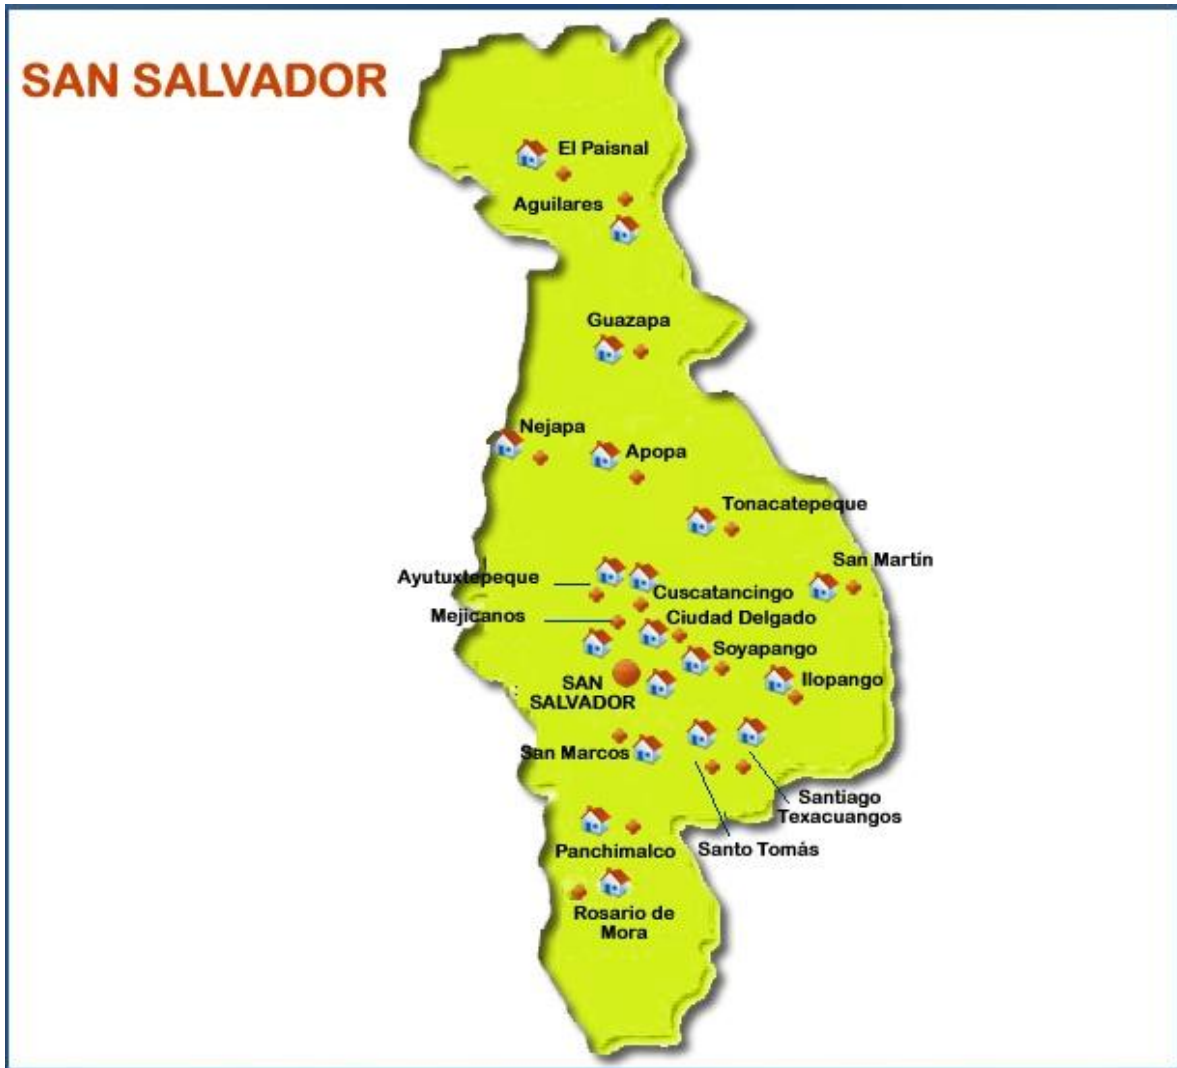 SAN SALVADOR
El Paisnal
Aguilares
Guazapa
Nejapa
Apopa
Tonacatepeque
San Martín
Ayutuxtepeque
Cuscatancingo
Mejicanos
Ciudad Delgado
Soyapango
Ilopango
SAN
SALVADOR
San Marcos
Santiago
Texacuangos
Santo Tomás
Panchimalco
Rosario de
Mora